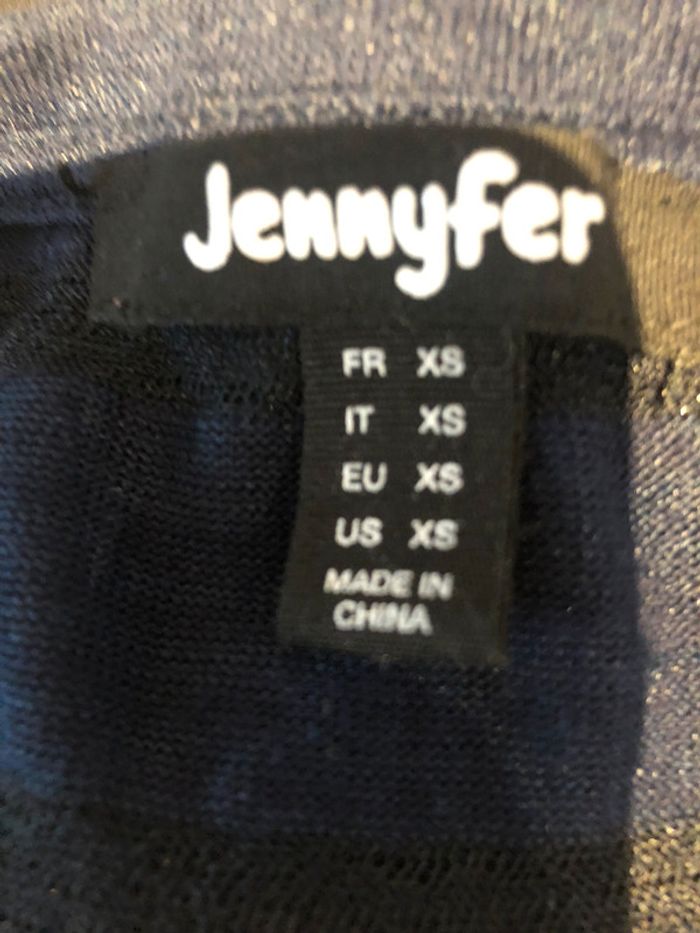 Jennyfer
FR XS
IT XS
EU XS
US XS
MADE IN
CHINA